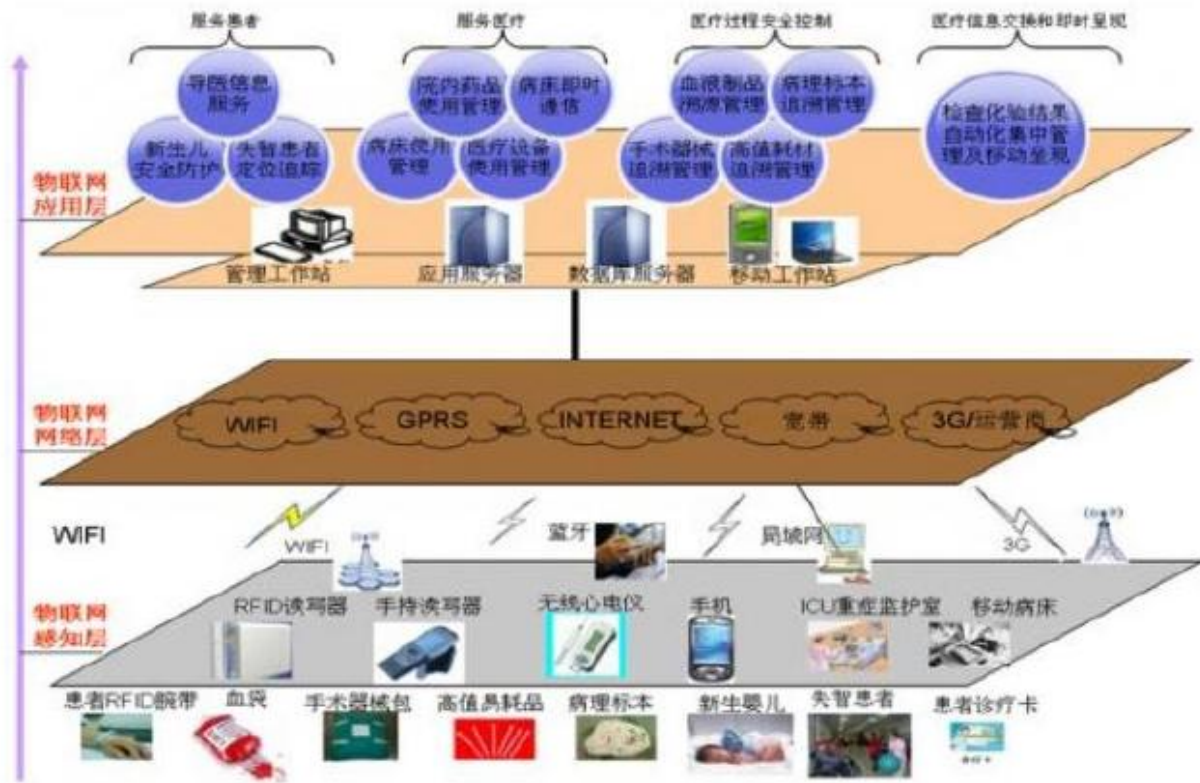 服务患者
服务医疗
医疗过程安全控制
医疗信息交换和即时呈现
导医信息
服务
院内药品
使用管理
病床即时
通信
血液制品
溯源管理
病理标本
追溯管理
检查化验结果
自动化集中管
理及移动呈现
新生儿
安全防护
失智患者
定位追踪
病床使用
管理
医疗设备
使用管理
手术器械
追溯管理
高值耗材
追溯管理
物联网
应用层
管理工作站
应用服务器
数据库服务器
移动工作站
物联网
网络层
WIFI
GPRS
INTERNET
宽带
3G/运营商
WIFI
WIFI
蓝牙
局域网
3G
物联网
感知层
RFID读写器
手持读写器
无线心电仪
手机
ICU重症监护室
移动病床
患者RFID腕带
血袋
手术器械包
高值易耗品
病理标本
新生婴儿
失智患者
患者诊疗卡